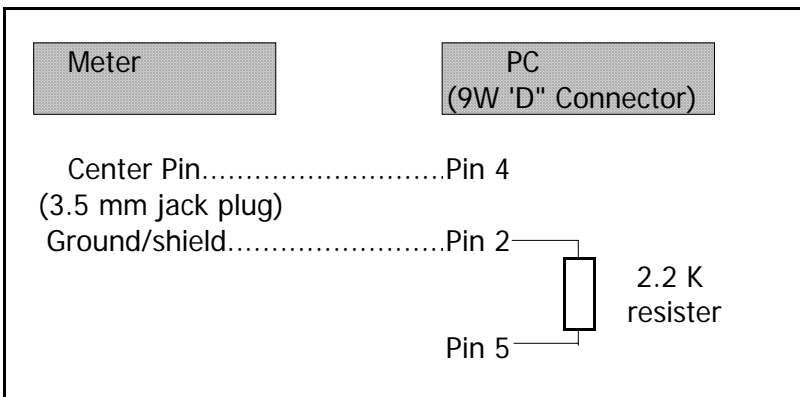 Meter PC
(9W 'D" Connector)
Center Pin............................Pin 4
(3.5 mm jack plug)
Ground/shield.........................Pin 2
2.2 K
resister
Pin 5